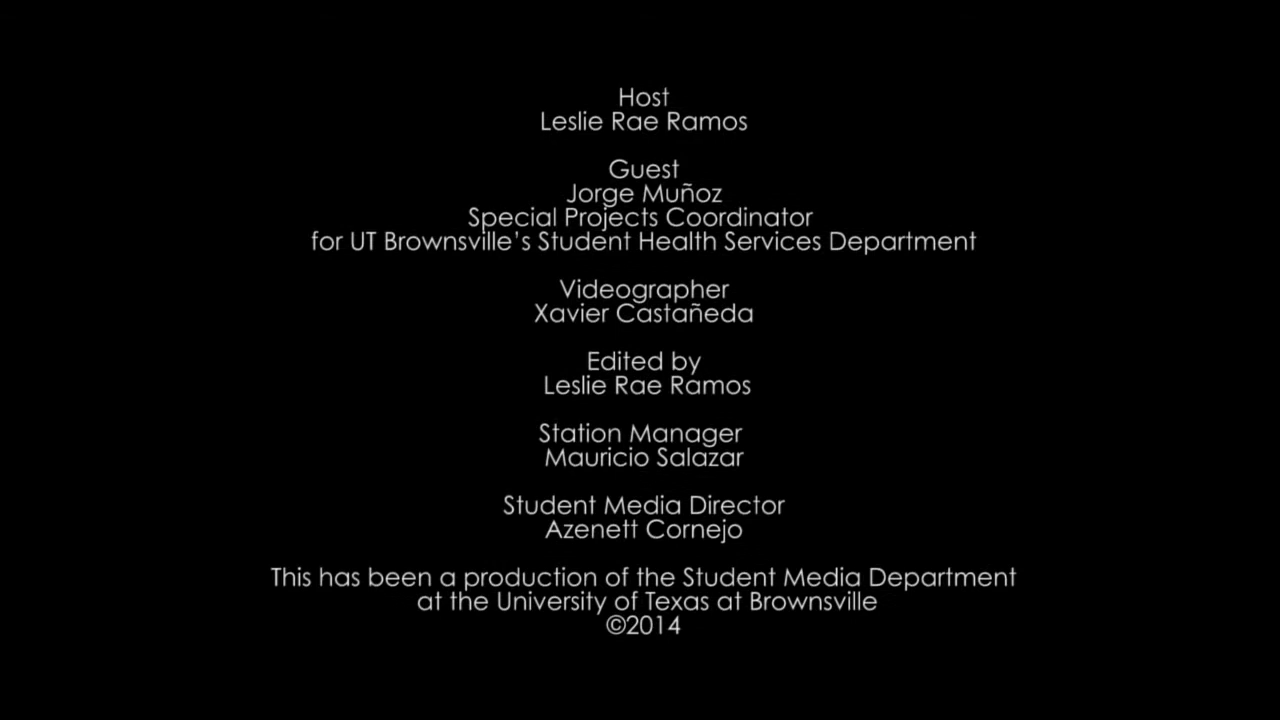 Host
Leslie Rae Ramos
Guest
Jorge Muñoz
Special Projects Coordinator
for UT Brownsville's Student Health Services Department
Videographer
Xavier Castañeda
Edited by
Leslie Rae Ramos
Station Manager
Mauricio Salazar
Student Media Director
Azenett Cornejo
This has been a production of the Student Media Department
at the University of Texas at Brownsville
©2014